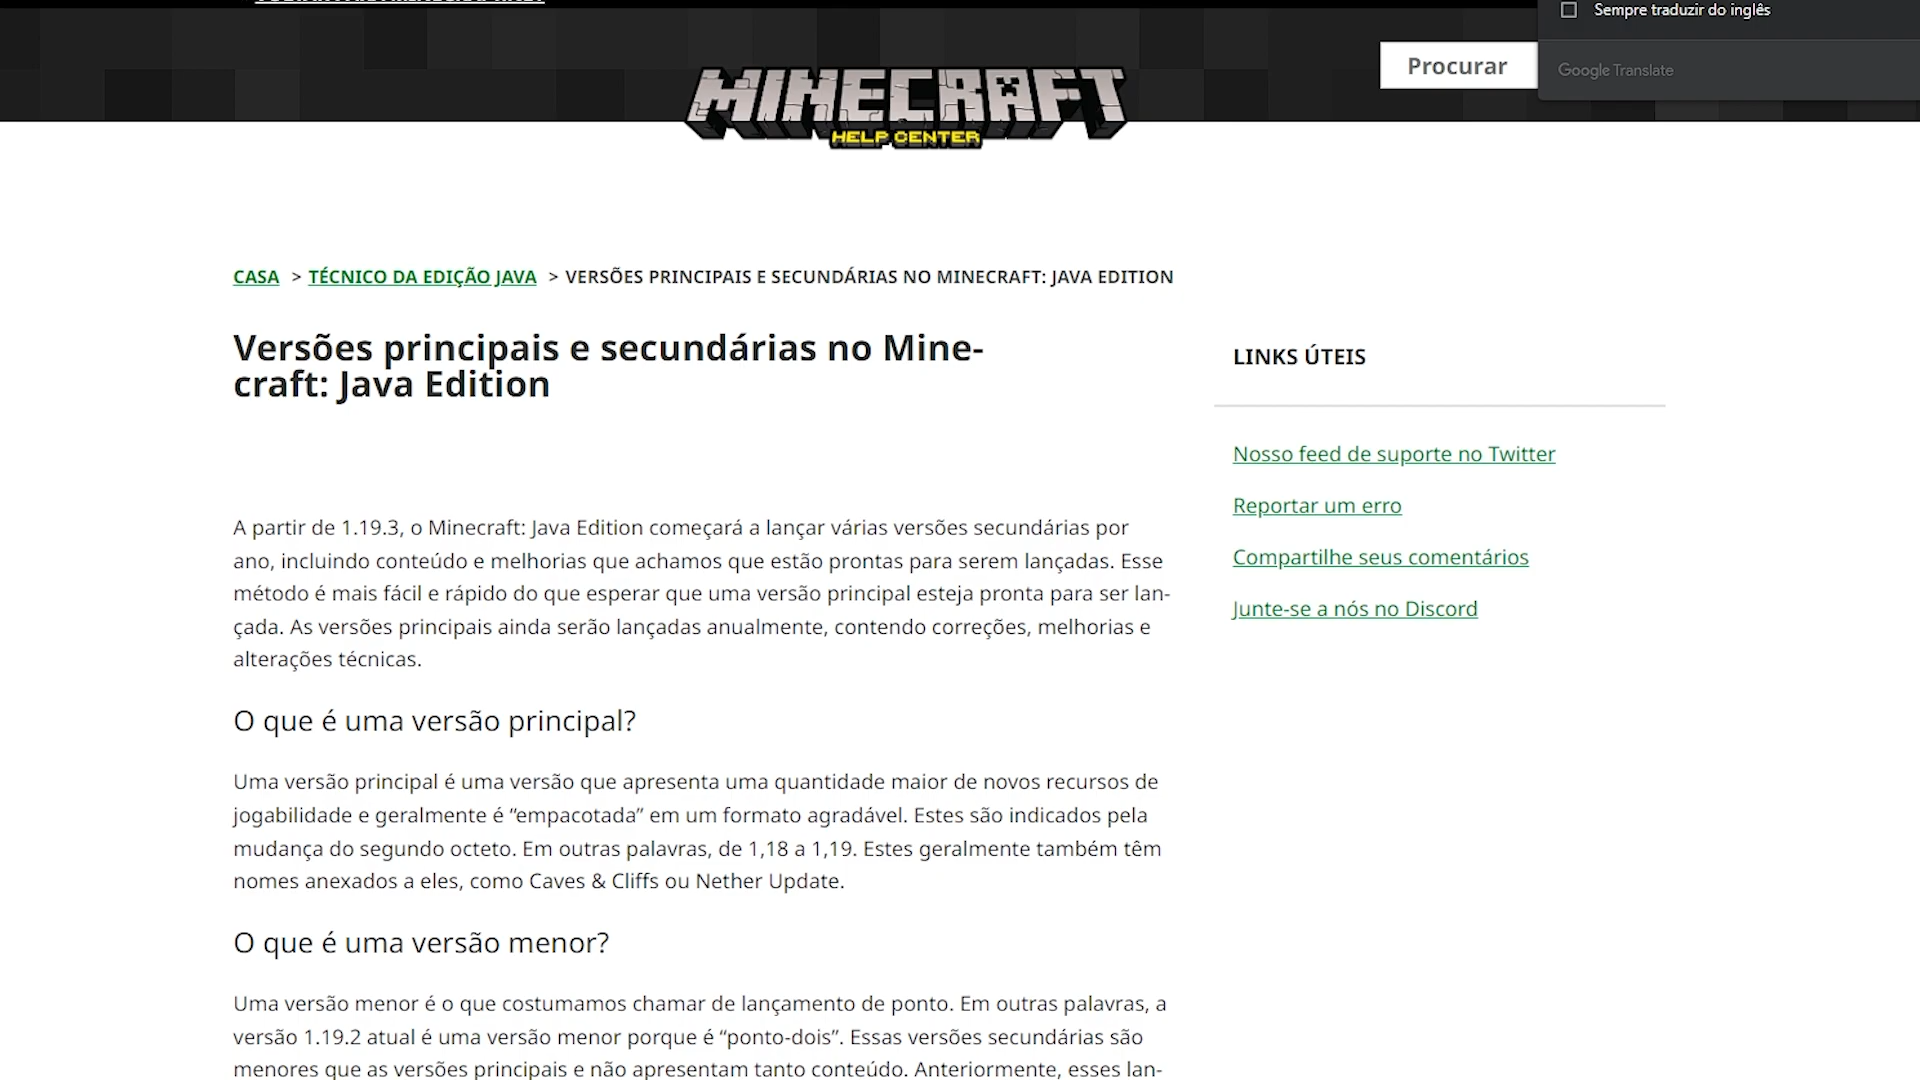 Sempre traduzir do inglês
Procurar
Google Translate
MINECRAFT
HELP CENTER
CASA > TÉCNICO DA EDIÇÃO JAVA > VERSÕES PRINCIPAIS E SECUNDÁRIAS NO MINECRAFT: JAVA EDITION
Versões principais e secundárias no Mine-
craft: Java Edition
A partir de 1.19.3, o Minecraft: Java Edition começará a lançar várias versões secundárias por
ano, incluindo conteúdo e melhorias que achamos que estão prontas para serem lançadas. Esse
método é mais fácil e rápido do que esperar que uma versão principal esteja pronta para ser lan-
çada. As versões principais ainda serão lançadas anualmente, contendo correções, melhorias e
alterações técnicas.
O que é uma versão principal?
Uma versão principal é uma versão que apresenta uma quantidade maior de novos recursos de
jogabilidade e geralmente é “empacotada” em um formato agradável. Estes são indicados pela
mudança do segundo octeto. Em outras palavras, de 1,18 a 1,19. Estes geralmente também têm
nomes anexados a eles, como Caves & Cliffs ou Nether Update.
O que é uma versão menor?
Uma versão menor é o que costumamos chamar de lançamento de ponto. Em outras palavras, a
versão 1.19.2 atual é uma versão menor porque é “ponto-dois”. Essas versões secundárias são
menores que as versões principais e não apresentam tanto conteúdo. Anteriormente, esses lan-
LINKS ÚTEIS
Nosso feed de suporte no Twitter
Reportar um erro
Compartilhe seus comentários
Junte-se a nós no Discord